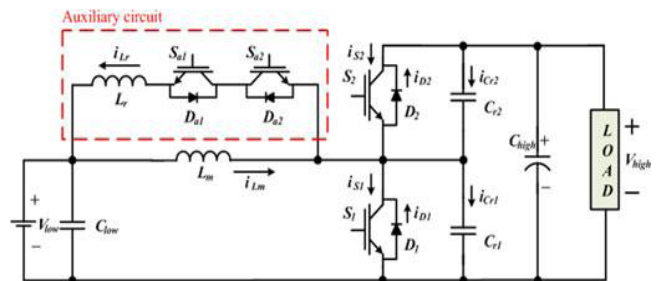 Auxiliary circuit
iLr
Sa1
Sa2
Lr
Da1
Da2
iS2
S2
iD2
D2
iCr2
Cr2
Lm
iLm
+
Vlow
−
Clow
iS1
S1
iD1
D1
iCr1
Cr1
Chigh
+
−
LOAD
+
Vhigh
−